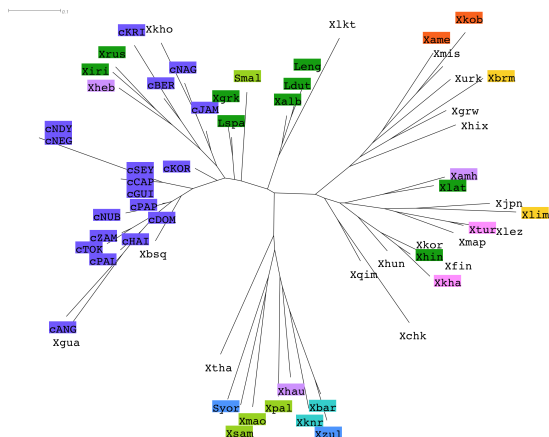 Xkob
cKRI
Xkho
Xlkt
Xame
Xmis
Xrus
Xiri
cNAG
Leng
Xurk
Xbrm
Smal
Xheb
cBER
Ldut
Xgrk
Xalb
cJAM
Xgrw
Lspa
Xhix
cNDY
cNEG
cSEY
cKOR
Xamh
cCAP
Xlat
cGUI
cPAP
Xjpn
cNUB
cDOM
Xlim
Xtur
Xlez
cZAM
cHAI
Xmap
cTOK
Xkor
Xbsq
Xhin
cPAL
Xhun
Xfin
Xqim
Xkha
cANG
Xgua
Xchk
Xtha
Xhau
Syor
Xpal
Xbar
Xmao
Xknr
Xsam
Xzul